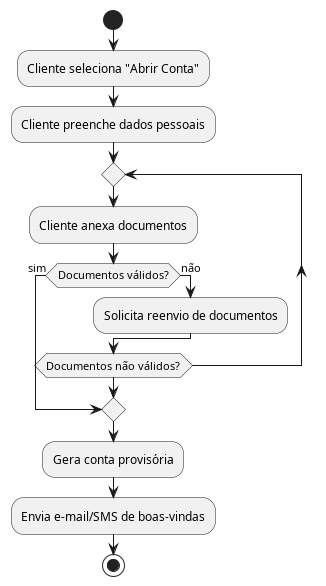 Cliente seleciona "Abrir Conta"
Cliente preenche dados pessoais
Cliente anexa documentos
sim
Documentos válidos?
não
Solicita reenvio de documentos
Documentos não válidos?
Gera conta provisória
Envia e-mail/SMS de boas-vindas